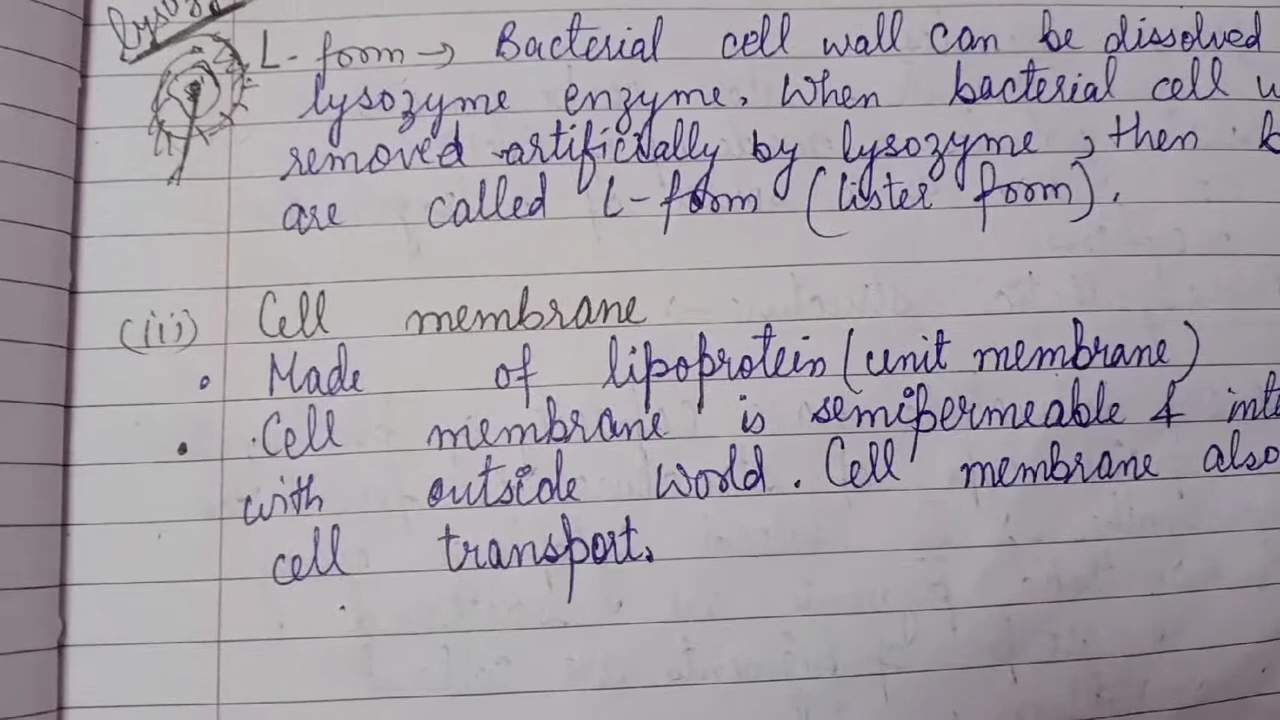 L-form → Bacterial cell wall can be dissolved
lysozyme enzyme. When bacterial cell
removed artificially by lysozyme, then
are called L-form (lister form).
(iii) Cell membrane
• Made of lipoprotein (unit membrane)
• Cell membrane is semipermeable &
with outside world. Cell membrane also
cell transport.